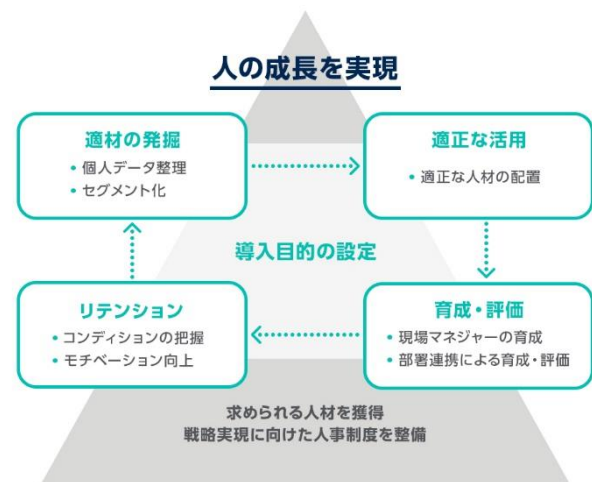 人の成長を実現
適材の発掘
• 個人データ整理
• セグメント化
適正な活用
• 適正な人材の配置
導入目的の設定
リテンション
• コンディションの把握
• モチベーション向上
育成・評価
• 現場マネジャーの育成
• 部署連携による育成・評価
求められる人材を獲得
戦略実現に向けた人事制度を整備